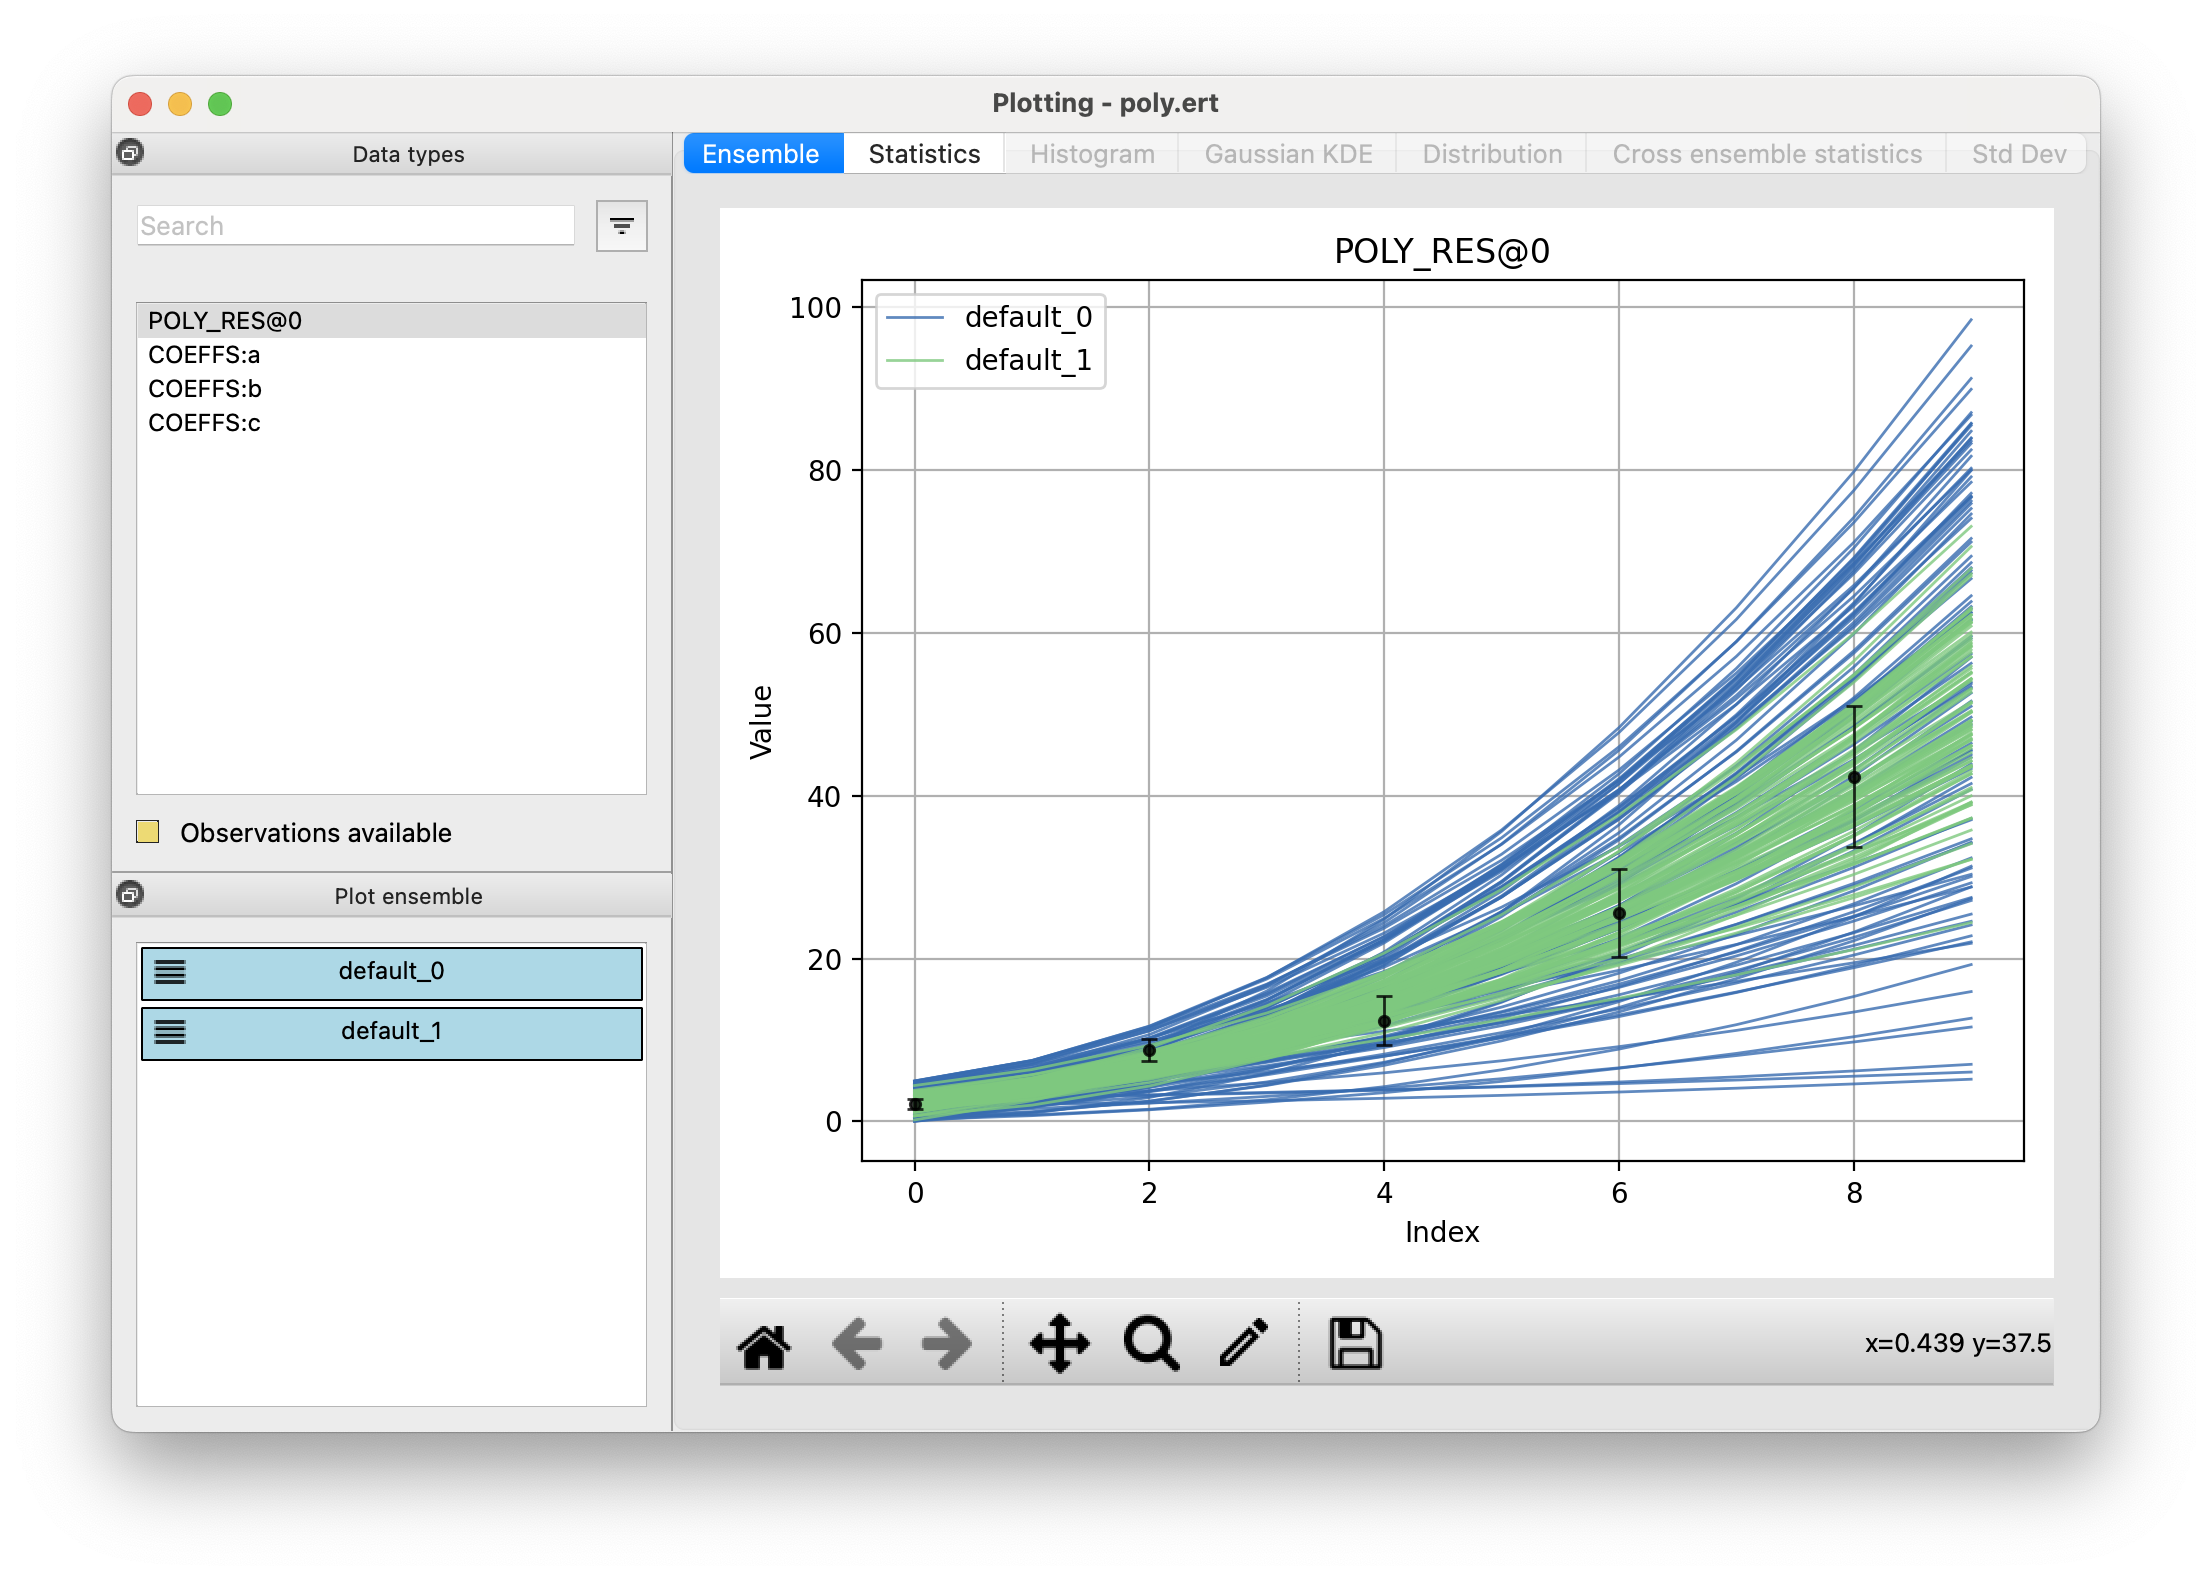 Plotting - poly.ert
Data types
Search
POLY_RES@0
COEFFS:a
COEFFS:b
COEFFS:c
Observations available
Plot ensemble
default_0
default_1
Ensemble
Statistics
Histogram
Gaussian KDE
Distribution
Cross ensemble statistics
Std Dev
POLY_RES@0
default_0
default_1
100
80
60
40
20
0
Value
0 2 4 6 8
Index
x=0.439 y=37.5